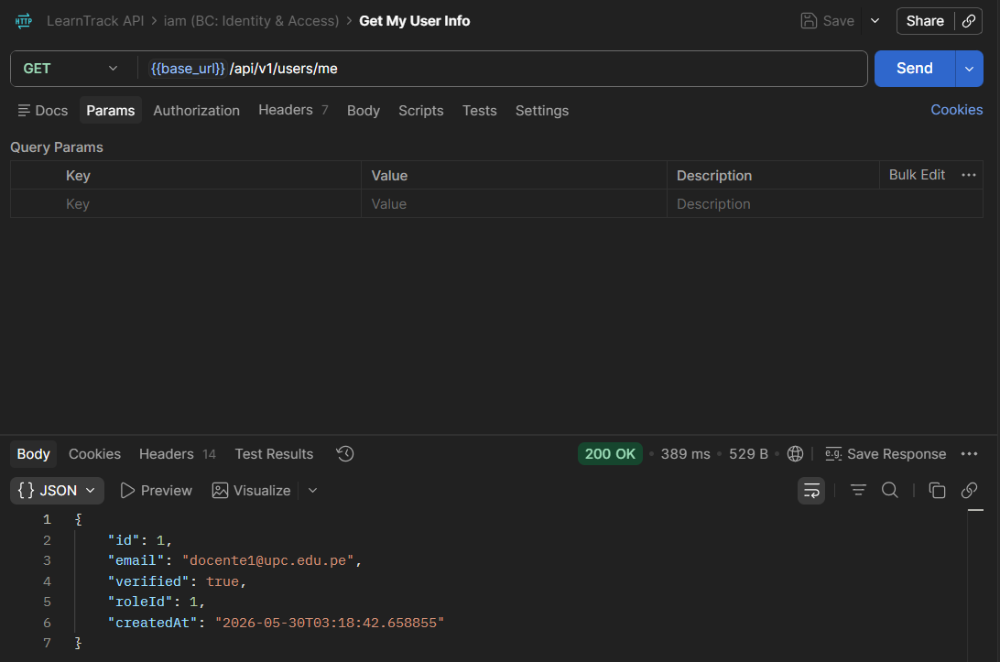 HTTP LearnTrack API > iam (BC: Identity & Access) > Get My User Info Save Share
GET {{base_url}} /api/v1/users/me Send
Docs Params Authorization Headers 7 Body Scripts Tests Settings Cookies
Query Params
Key Value Description Bulk Edit
Key Value Description
Body Cookies Headers 14 Test Results 200 OK • 389 ms • 529 B • e.g. Save Response
{} JSON Preview Visualize
1 {
2 "id": 1,
3 "email": "docente1@upc.edu.pe",
4 "verified": true,
5 "roleId": 1,
6 "createdAt": "2026-05-30T03:18:42.658855"
7 }